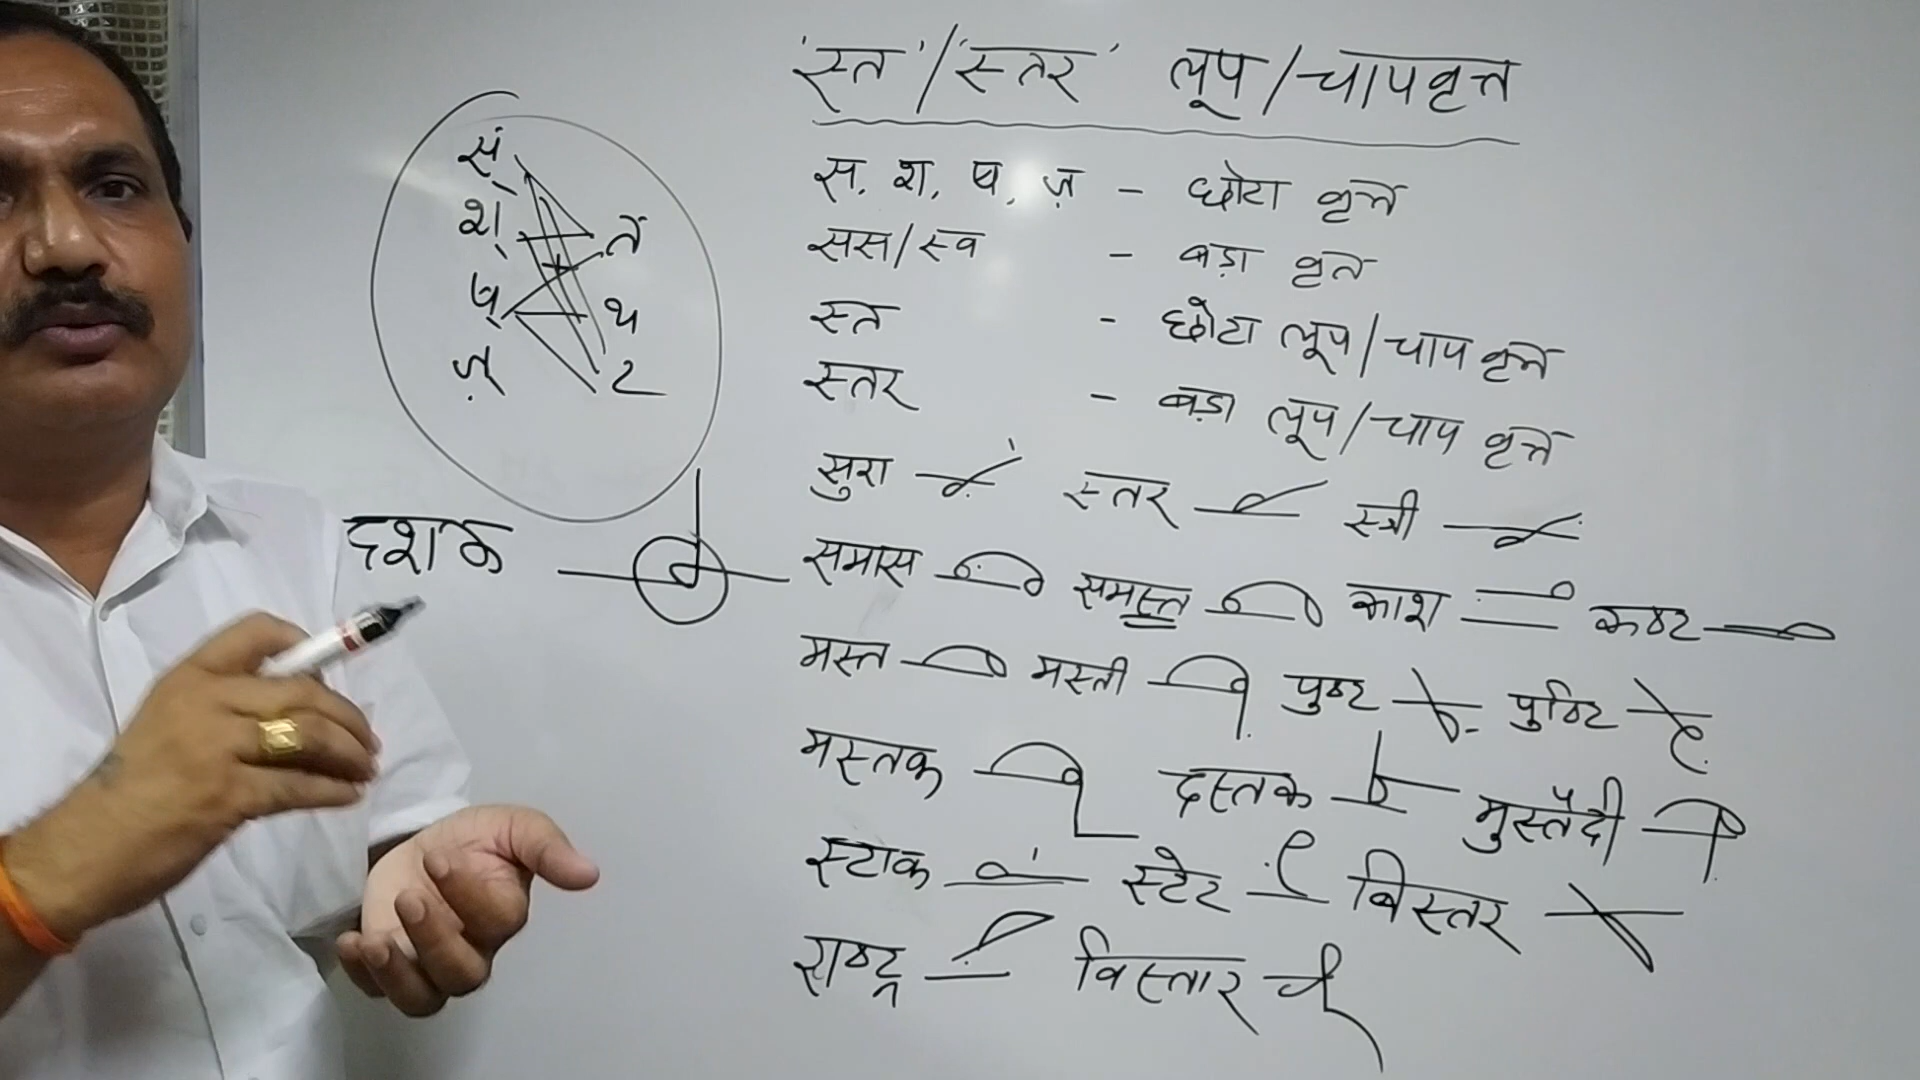 'स्त'/'स्तर' लूप/चापवृत्त
स, श, ष, ज़ - छोटा वृत्त
सस/स्व - बड़ा वृत
स्त - छोटा लूप/चाप वृत्त
स्तर - बड़ा लूप/चाप वृत्त
सुरा स्तर स्त्री
समास समस्त काश कष्ट
मस्त मस्ती पुष्ट पुष्टि
मस्तक दस्तक मुस्तैदी
स्टाक स्टेट बिस्तर
राष्ट्र विस्तार
स्
श् त
ष् थ
ज़् ट
दशक